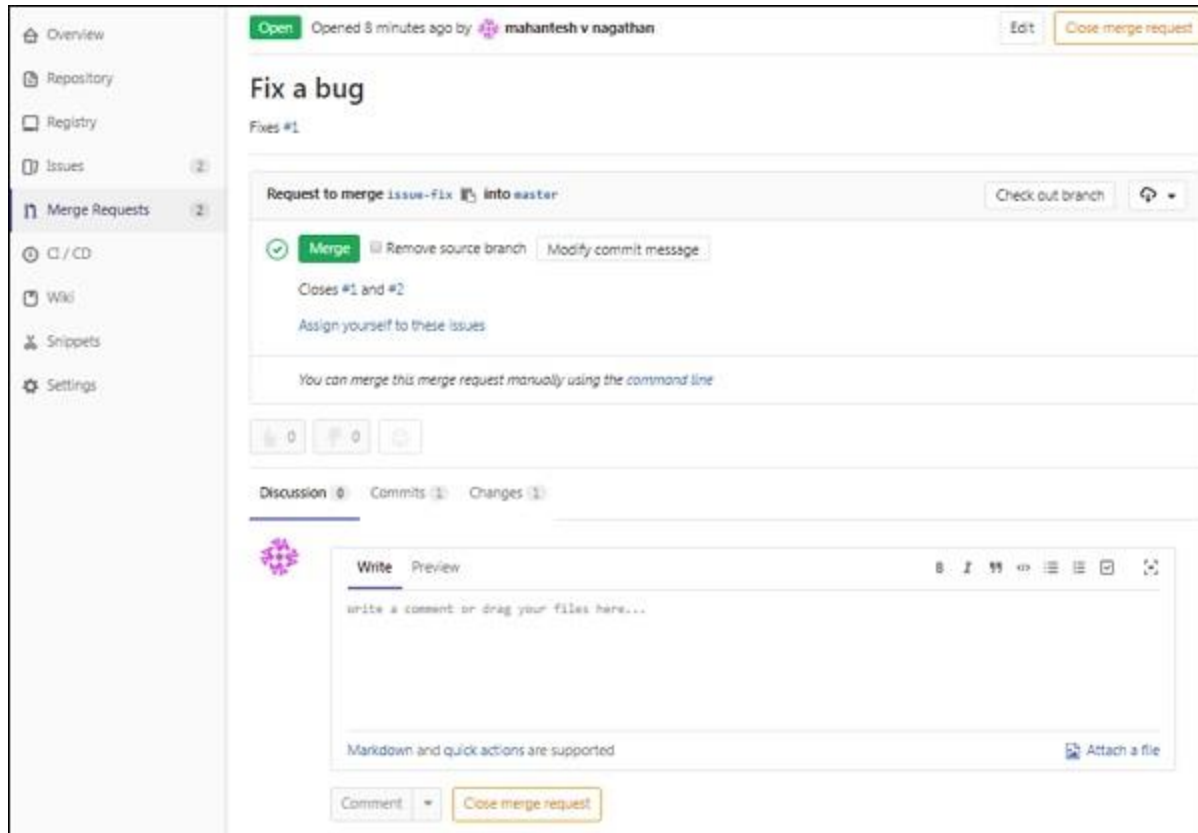 Overview
Repository
Registry
Issues 2
Merge Requests 2
CI / CD
Wiki
Snippets
Settings
Open Opened 8 minutes ago by mahantesh v nagathan Edit Close merge request
Fix a bug
Fixes #1
Request to merge issue-fix into master Check out branch
Merge Remove source branch Modify commit message
Closes #1 and #2
Assign yourself to these issues
You can merge this merge request manually using the command line
0 0
Discussion 0 Commits 1 Changes 1
Write Preview B I
Write a comment or drag your files here...
Markdown and quick actions are supported Attach a file
Comment Close merge request